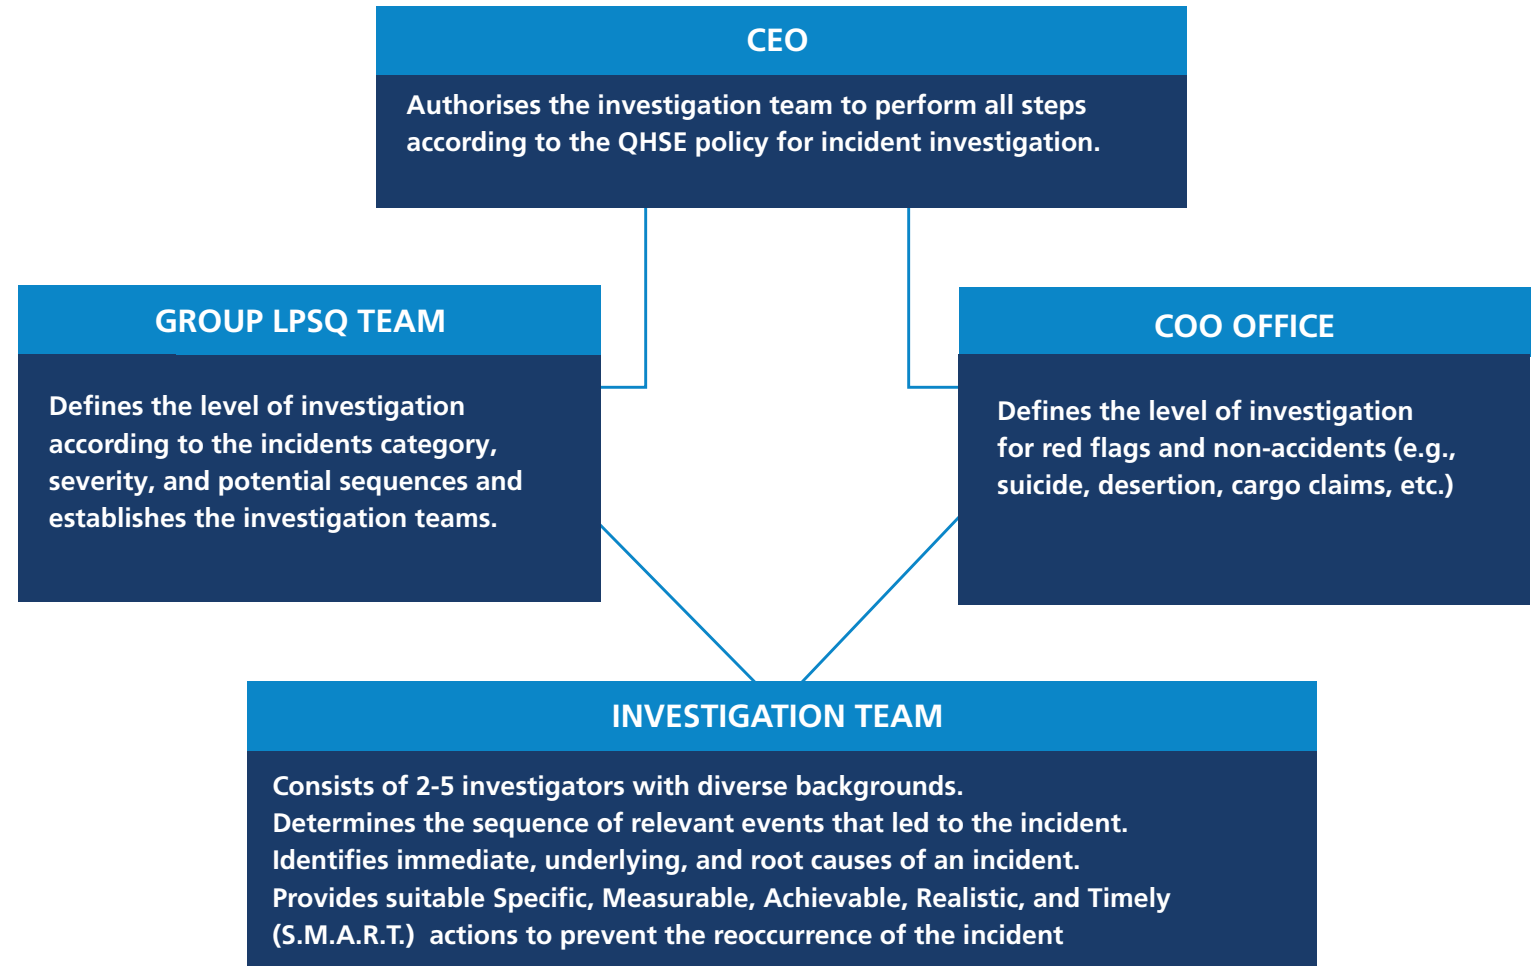 CEO
Authorises the investigation team to perform all steps
according to the QHSE policy for incident investigation.
GROUP LPSQ TEAM
Defines the level of investigation
according to the incidents category,
severity, and potential sequences and
establishes the investigation teams.
COO OFFICE
Defines the level of investigation
for red flags and non-accidents (e.g.,
suicide, desertion, cargo claims, etc.)
INVESTIGATION TEAM
Consists of 2-5 investigators with diverse backgrounds.
Determines the sequence of relevant events that led to the incident.
Identifies immediate, underlying, and root causes of an incident.
Provides suitable Specific, Measurable, Achievable, Realistic, and Timely
(S.M.A.R.T.) actions to prevent the reoccurrence of the incident